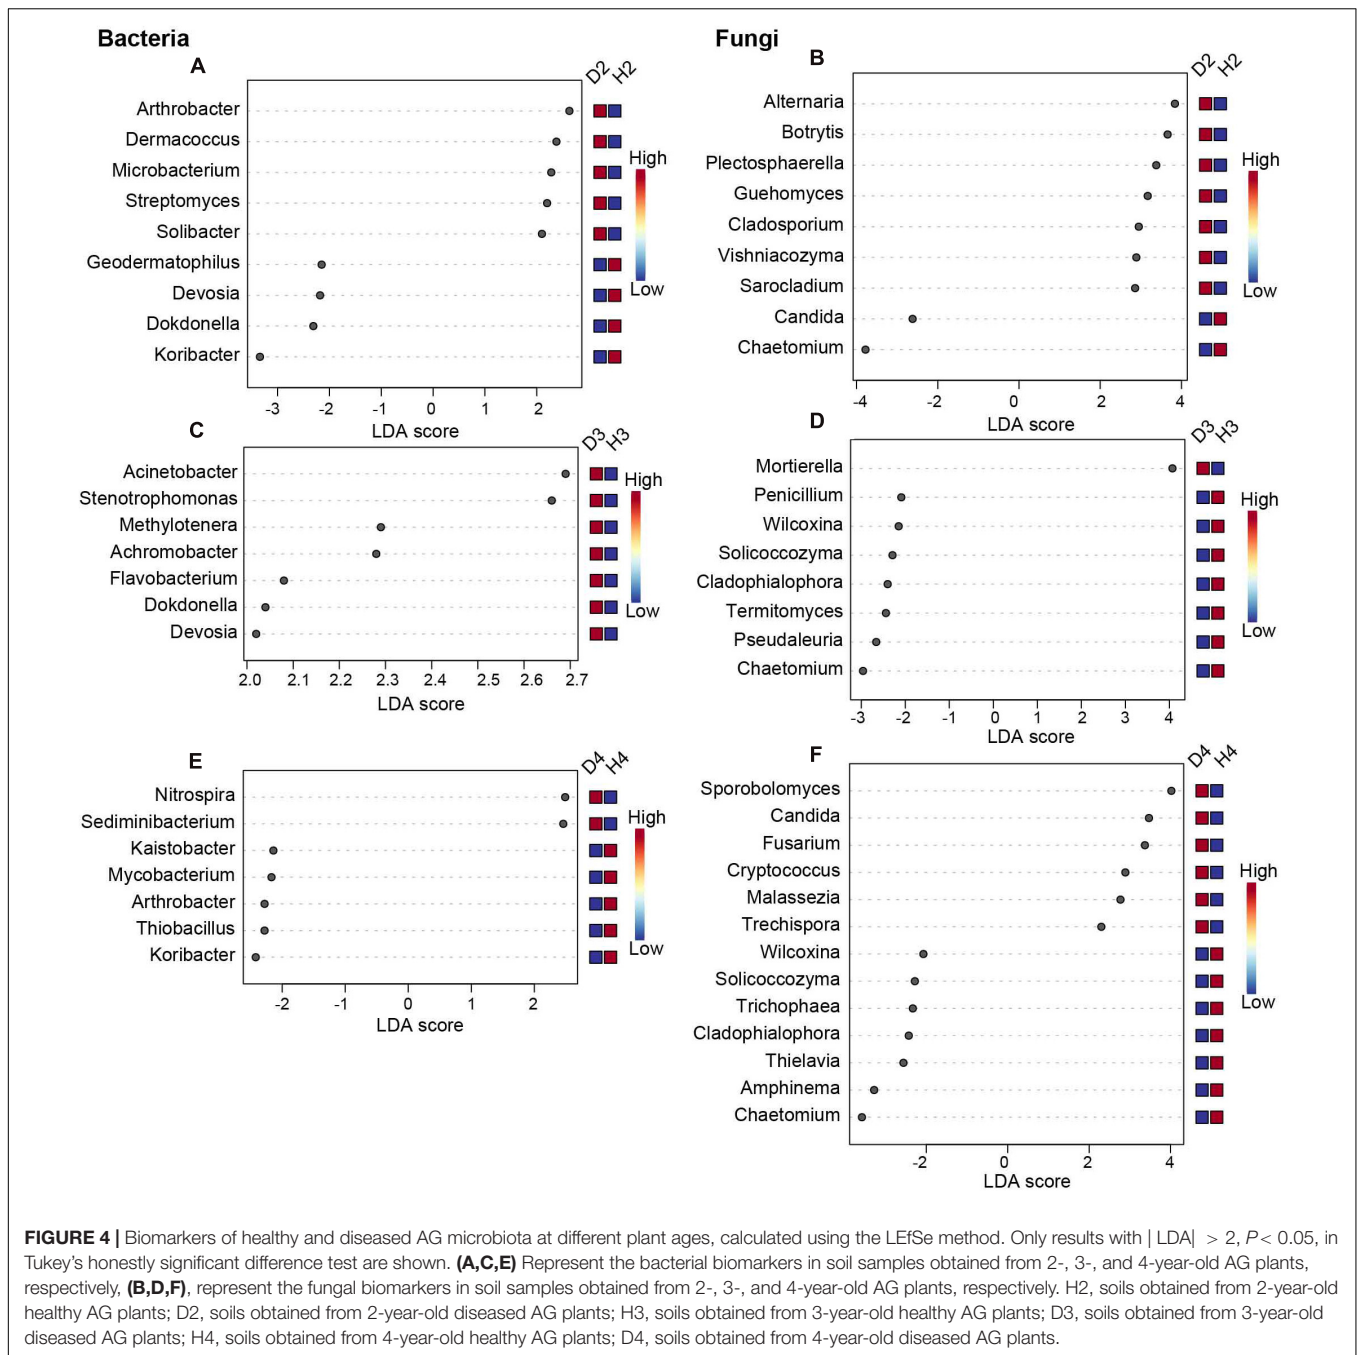 Bacteria
A
D2 H2
Arthrobacter
Dermacoccus
Microbacterium
Streptomyces
Solibacter
Geodermatophilus
Devosia
Dokdonella
Koribacter
High
Low
-3 -2 -1 0 1 2
LDA score
Fungi
B
D2 H2
Alternaria
Botrytis
Plectosphaerella
Guehomyces
Cladosporium
Vishniacozyma
Sarocladium
Candida
Chaetomium
High
Low
-4 -2 0 2 4
LDA score
C
D3 H3
Acinetobacter
Stenotrophomonas
Methylotenera
Achromobacter
Flavobacterium
Dokdonella
Devosia
High
Low
2.0 2.1 2.2 2.3 2.4 2.5 2.6 2.7
LDA score
D
D3 H3
Mortierella
Penicillium
Wilcoxina
Solicoccozyma
Cladophialophora
Termitomyces
Pseudaleuria
Chaetomium
High
Low
-3 -2 -1 0 1 2 3 4
LDA score
E
D4 H4
Nitrospira
Sediminibacterium
Kaistobacter
Mycobacterium
Arthrobacter
Thiobacillus
Koribacter
High
Low
-2 -1 0 1 2
LDA score
F
D4 H4
Sporobolomyces
Candida
Fusarium
Cryptococcus
Malassezia
Trechispora
Wilcoxina
Solicoccozyma
Trichophaea
Cladophialophora
Thielavia
Amphinema
Chaetomium
High
Low
-2 0 2 4
LDA score
FIGURE 4 | Biomarkers of healthy and diseased AG microbiota at different plant ages, calculated using the LEfSe method. Only results with | LDA| > 2, P< 0.05, in
Tukey's honestly significant difference test are shown. (A,C,E) Represent the bacterial biomarkers in soil samples obtained from 2-, 3-, and 4-year-old AG plants,
respectively, (B,D,F), represent the fungal biomarkers in soil samples obtained from 2-, 3-, and 4-year-old AG plants, respectively. H2, soils obtained from 2-year-old
healthy AG plants; D2, soils obtained from 2-year-old diseased AG plants; H3, soils obtained from 3-year-old healthy AG plants; D3, soils obtained from 3-year-old
diseased AG plants; H4, soils obtained from 4-year-old healthy AG plants; D4, soils obtained from 4-year-old diseased AG plants.